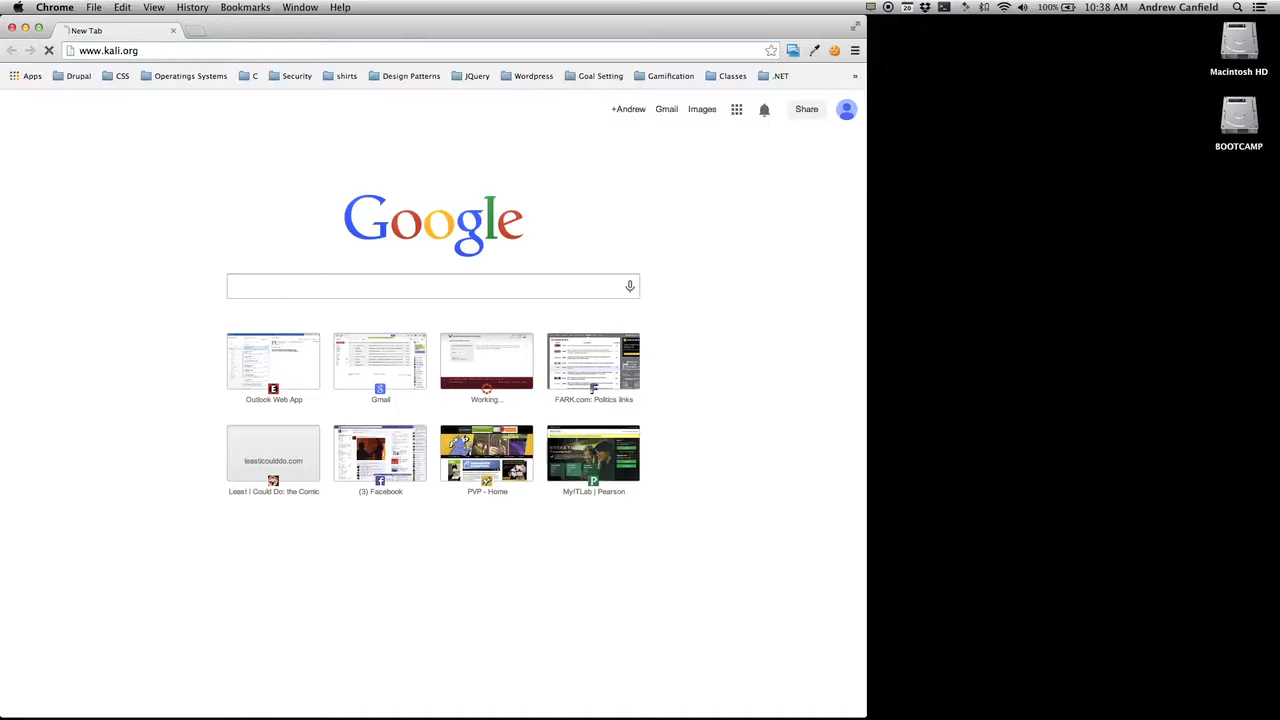 Chrome File Edit View History Bookmarks Window Help 20 100% 10:38 AM Andrew Canfield
New Tab
www.kali.org
Apps Drupal CSS Operatings Systems C Security shirts Design Patterns JQuery Wordpress Goal Setting Gamification Classes .NET »
+Andrew Gmail Images Share
Google
Outlook Web App Gmail Working... FARK.com: Politics links
leasticoulddo.com
Least I Could Do: the Comic (3) Facebook PVP - Home MyITLab | Pearson
Macintosh HD
BOOTCAMP